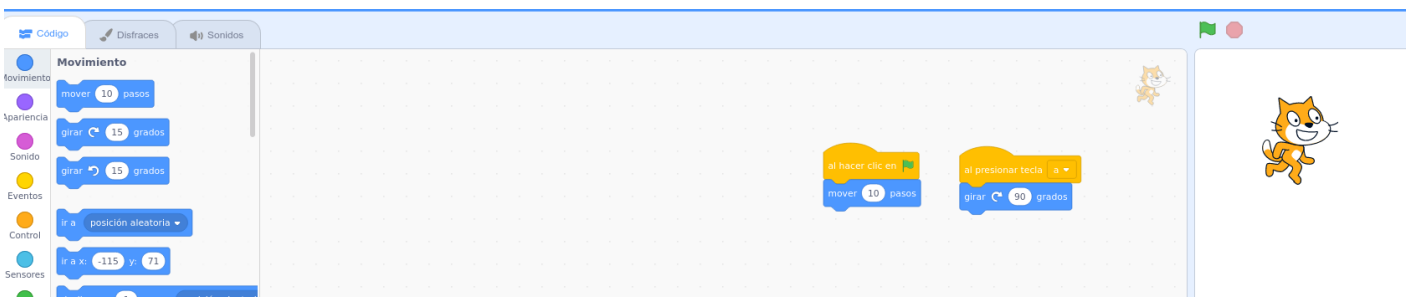 Código
Disfraces
Sonidos
Movimiento
Apariencia
Sonido
Eventos
Control
Sensores
Movimiento
mover 10 pasos
girar 15 grados
girar 15 grados
ir a posición aleatoria
ir a x: -115 y: 71
al hacer clic en
mover 10 pasos
al presionar tecla a
girar 90 grados